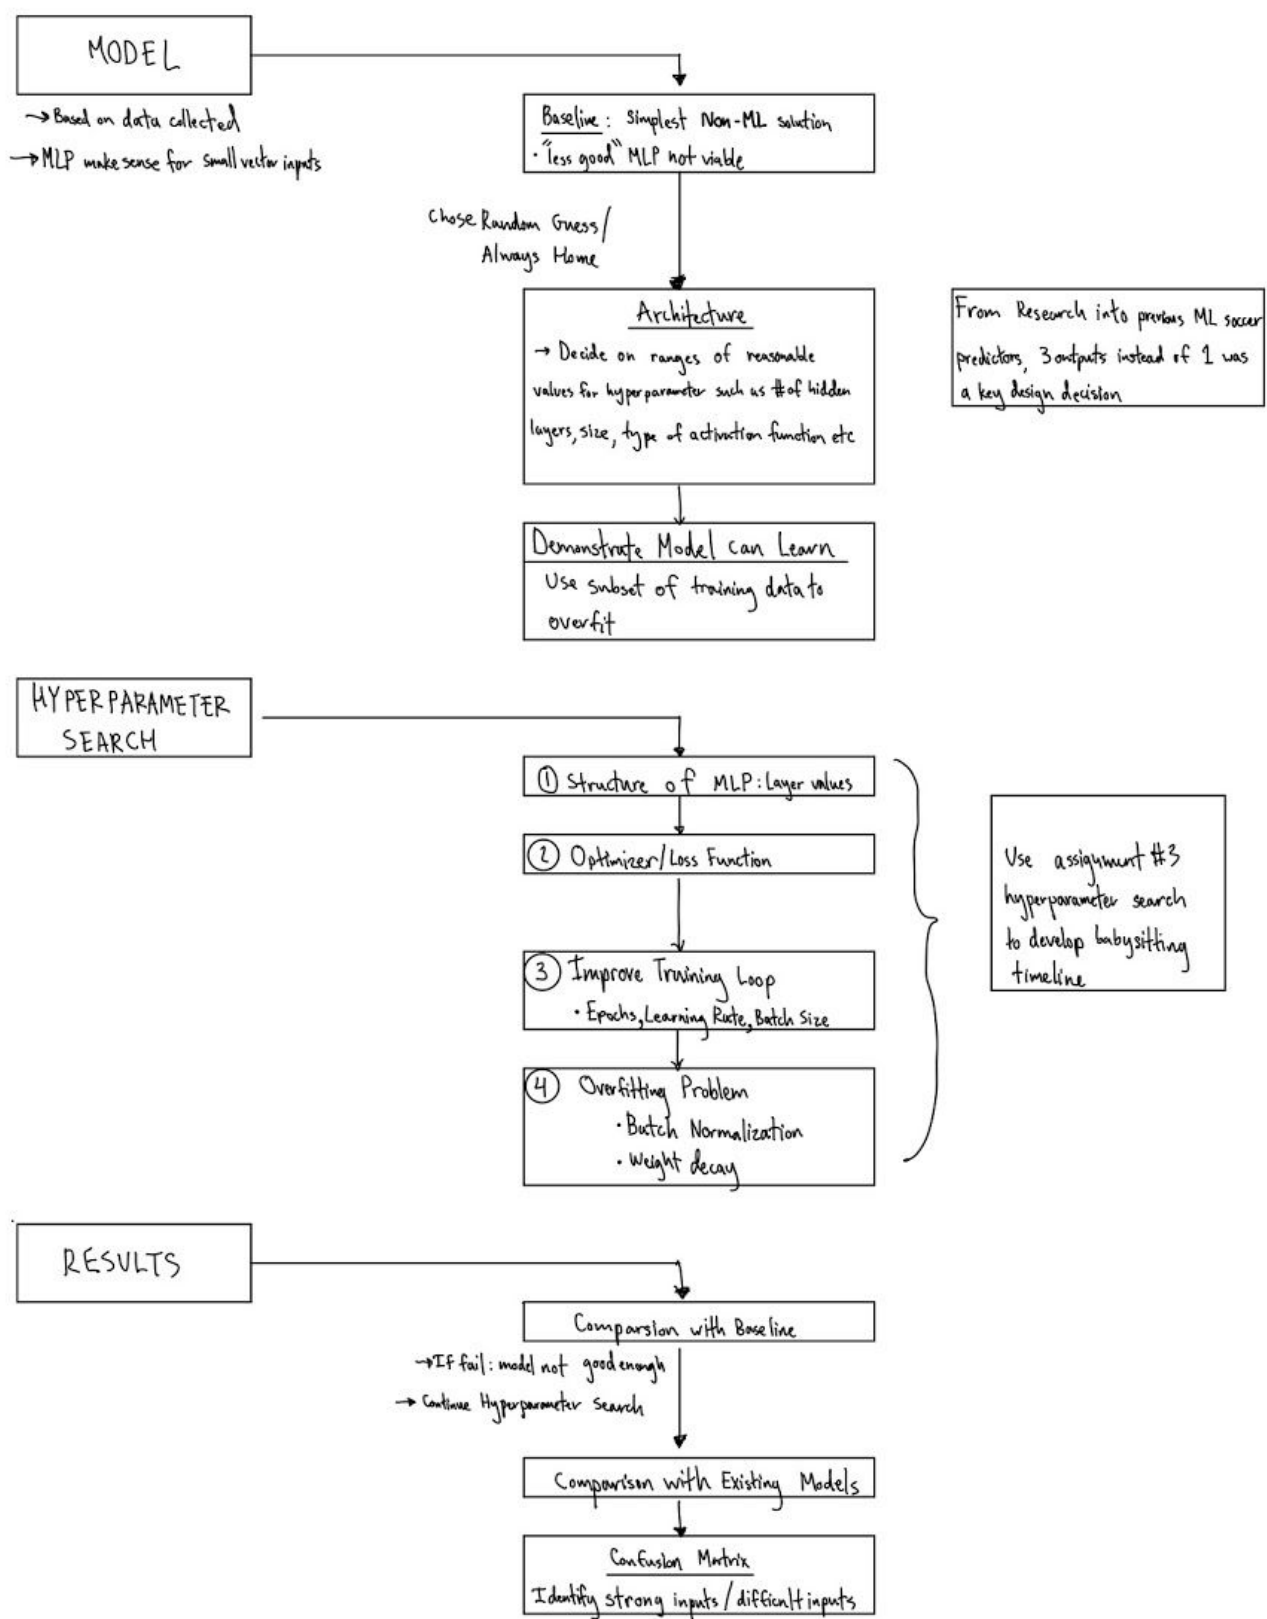 MODEL
→ Based on data collected
→ MLP make sense for small vector inputs
Baseline: Simplest Non-ML solution
• "less good" MLP not viable
Chose Random Guess/
Always Home
Architecture
→ Decide on ranges of reasonable
values for hyperparameter such as # of hidden
layers, size, type of activation function etc
From Research into previous ML soccer
predictors, 3 outputs instead of 1 was
a key design decision
Demonstrate Model can Learn
Use subset of training data to
overfit
HYPERPARAMETER
SEARCH
① Structure of MLP: Layer values
② Optimizer/Loss Function
③ Improve Training Loop
• Epochs, Learning Rate, Batch Size
④ Overfitting Problem
• Batch Normalization
• Weight decay
Use assignment #3
hyperparameter search
to develop babysitting
timeline
RESULTS
Comparsion with Baseline
→ If fail: model not good enough
→ Continue Hyperparameter Search
Comparison with Existing Models
Confusion Matrix
Identify strong inputs / difficult inputs